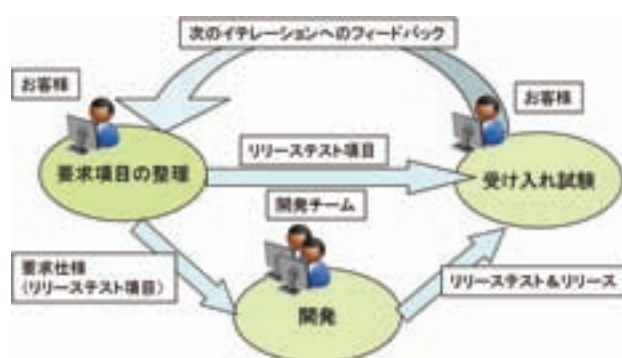 次のイテレーションへのフィードバック
お客様
お客様
リリーステスト項目
要求項目の整理
受け入れ試験
開発チーム
要求仕様
(リリーステスト項目)
リリーステスト&リリース
開発